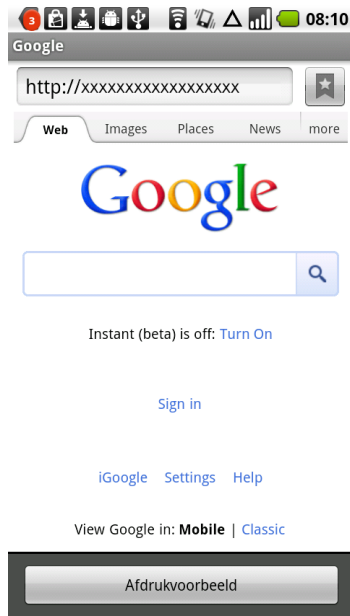 3 08:10
Google
http://xxxxxxxxxxxxxxxxxx
Web Images Places News more
Google
Instant (beta) is off: Turn On
Sign in
iGoogle Settings Help
View Google in: Mobile | Classic
Afdrukvoorbeeld